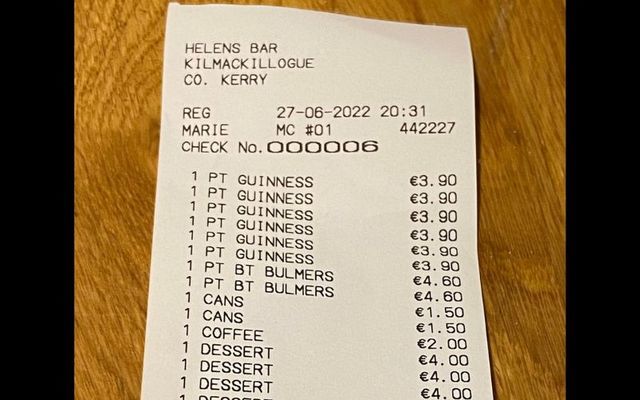 HELENS BAR
KILMACKILLOGUE
CO. KERRY
REG 27-06-2022 20:31
MARIE MC #01 442227
CHECK No. 000006
1 PT GUINNESS €3.90
1 PT GUINNESS €3.90
1 PT GUINNESS €3.90
1 PT GUINNESS €3.90
1 PT GUINNESS €3.90
1 PT GUINNESS €3.90
1 PT BT BULMERS €4.60
1 PT BT BULMERS €4.60
1 CANS €1.50
1 CANS €1.50
1 COFFEE €2.00
1 DESSERT €4.00
1 DESSERT €4.00
1 DESSERT €4.00